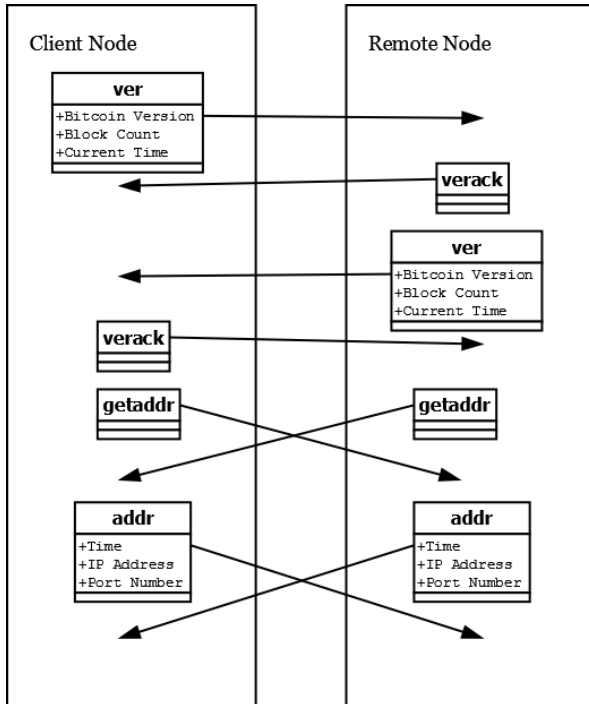 Client Node
Remote Node
ver
+Bitcoin Version
+Block Count
+Current Time
verack
ver
+Bitcoin Version
+Block Count
+Current Time
verack
getaddr
getaddr
addr
+Time
+IP Address
+Port Number
addr
+Time
+IP Address
+Port Number